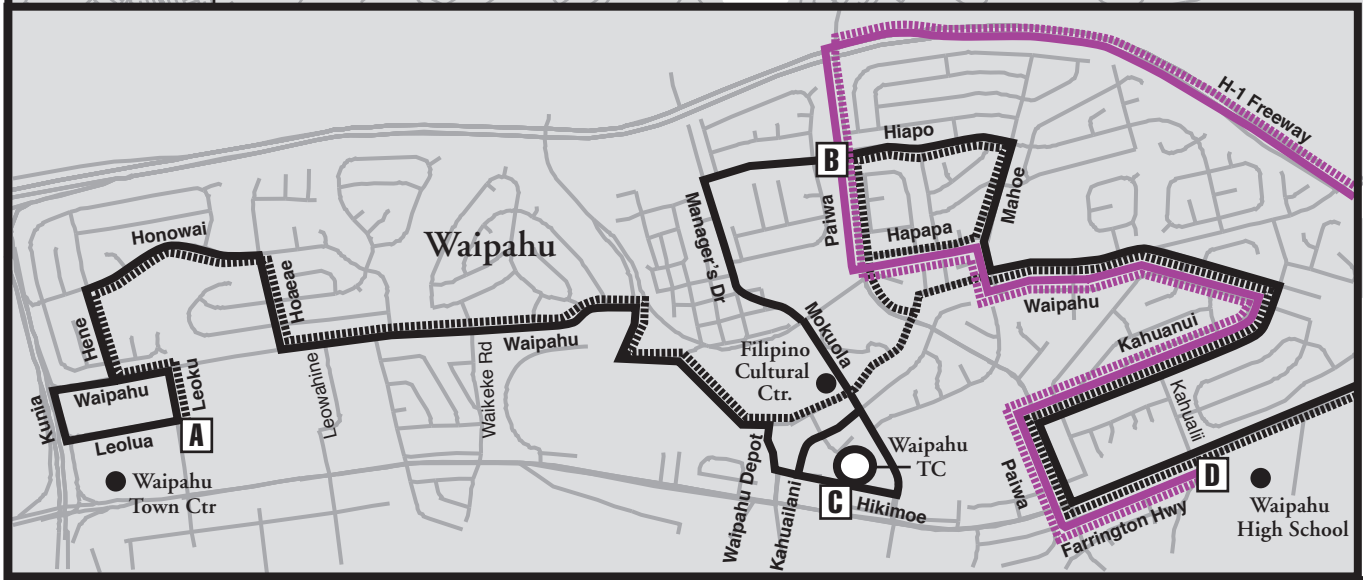 H-1 Freeway
Hiapo
B
Mahoe
Manager's Dr
Paiwa
Hapapa
Honowai
Waipahu
Hoaeae
Waipahu
Mokuola
Kahuanui
Hene
Waipahu
Filipino
Cultural
Ctr.
Leoku
Waipahu
Leowahine
Waikeke Rd
Kahualii
Kunia
Leolua
A
Waipahu
Town Ctr
Waipahu Depot
Kahuailani
Waipahu
TC
C
Hikimoe
Paiwa
D
Farrington Hwy
Waipahu
High School